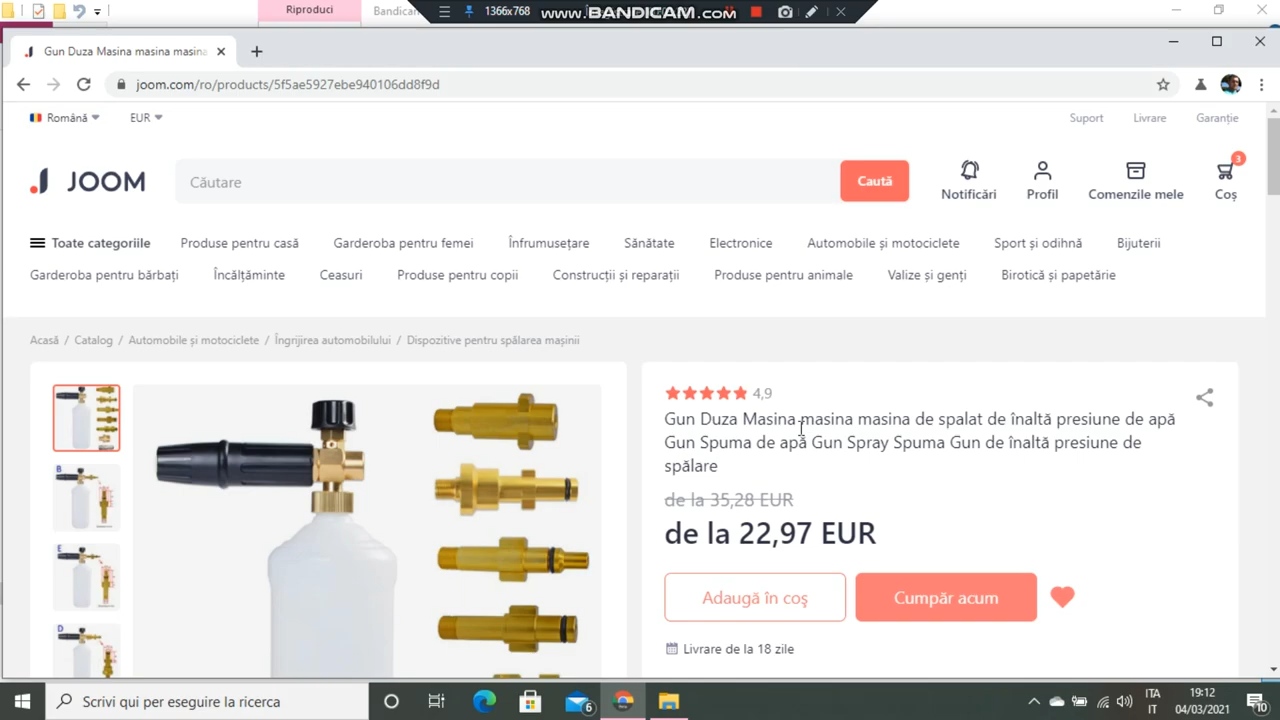 Riproduci
Bandicam
1366x768
www.BANDICAM.com
Gun Duza Masina masina masina
joom.com/ro/products/5f5ae5927ebe940106dd8f9d
Română
EUR
Suport
Livrare
Garanție
JOOM
Căutare
Caută
Notificări
Profil
Comenzile mele
3
Coș
Toate categoriile
Produse pentru casă
Garderoba pentru femei
Înfrumusețare
Sănătate
Electronice
Automobile și motociclete
Sport și odihnă
Bijuterii
Garderoba pentru bărbați
Încălțăminte
Ceasuri
Produse pentru copii
Construcții și reparații
Produse pentru animale
Valize și genți
Birotică și papetărie
Acasă / Catalog / Automobile și motociclete / Îngrijirea automobilului / Dispozitive pentru spălarea mașinii
4,9
Gun Duza Masina masina masina de spalat de înaltă presiune de apă
Gun Spuma de apă Gun Spray Spuma Gun de înaltă presiune de
spălare
de la 35,28 EUR
de la 22,97 EUR
Adaugă în coș
Cumpăr acum
Livrare de la 18 zile
B
E
D
Scrivi qui per eseguire la ricerca
6
ITA
IT
19:12
04/03/2021
10